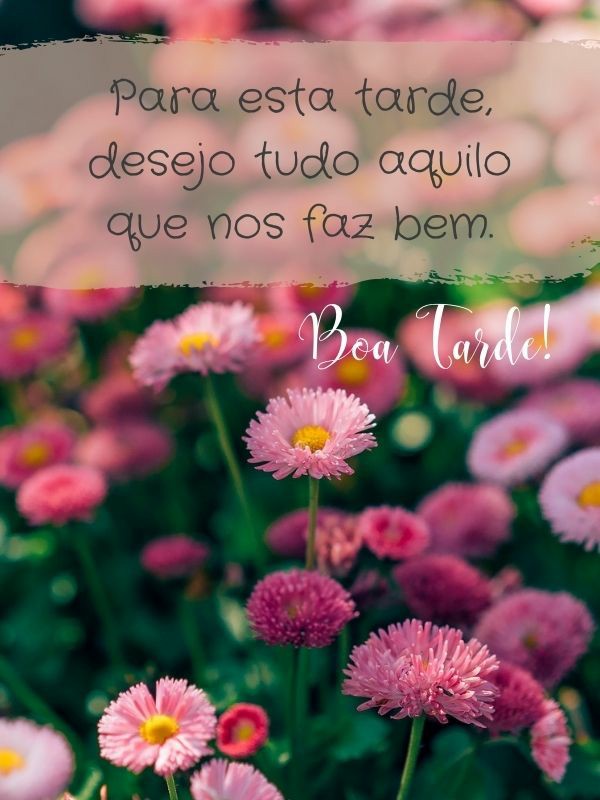 Para esta tarde,
desejo tudo aquilo
que nos faz bem.
Boa Tarde!